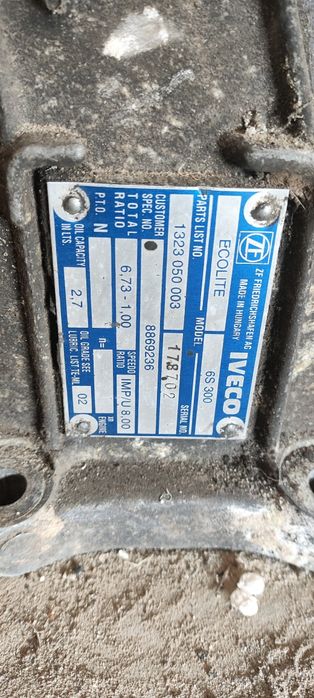 ZF
ZF FRIEDRICHSHAFEN AG
MADE IN HUNGARY
IVECO
ECOLITE
MODEL
6S 300
PARTS LIST NO.
SERIAL NO.
1323 050 003
178702
CUSTOMER
SPEC. NO.
8869236
TOTAL
RATIO
6,73-1,00
SPEEDO
RATIO
IMP/U 8.00
P.T.O. N
n=
ENGINE
OIL CAPACITY
IN LTS.
2,7
OIL GRADE SEE
LUBRIC. LIST TE-ML
02